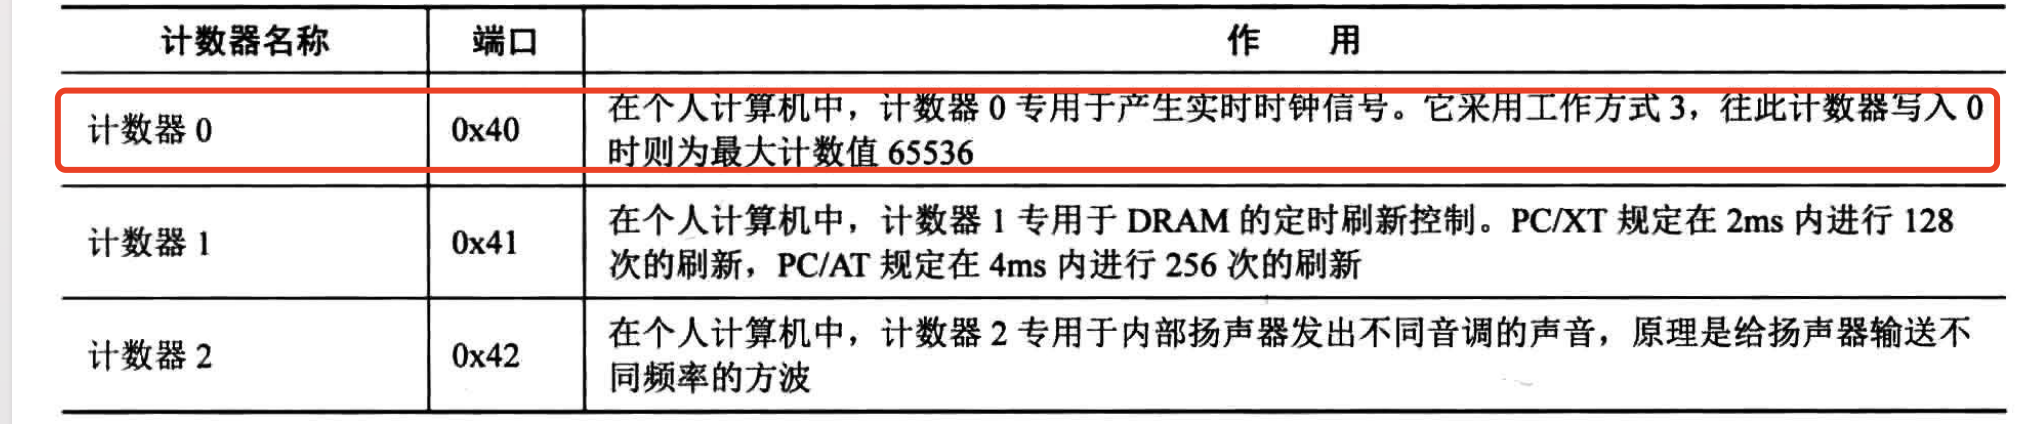 计数器名称 端口 作 用
在个人计算机中，计数器 0 专用于产生实时时钟信号。它采用工作方式 3，往此计数器写入 0
计数器 0 0x40
时则为最大计数值 65536
在个人计算机中，计数器 1 专用于 DRAM 的定时刷新控制。PC/XT 规定在 2ms 内进行 128
计数器 1 0x41
次的刷新，PC/AT 规定在 4ms 内进行 256 次的刷新
在个人计算机中，计数器 2 专用于内部扬声器发出不同音调的声音，原理是给扬声器输送不
计数器 2 0x42
同频率的方波